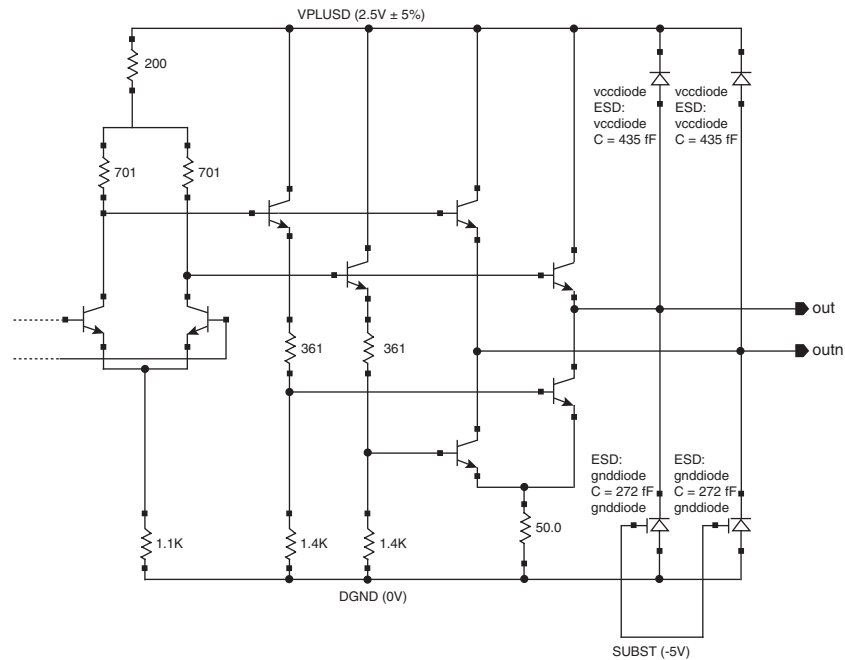 VPLUSD (2.5V ± 5%)
200
701
701
vccdiode
ESD:
vccdiode
C = 435 fF
vccdiode
ESD:
vccdiode
C = 435 fF
out
outn
361
361
ESD:
gnddiode
C = 272 fF
gnddiode
ESD:
gnddiode
C = 272 fF
gnddiode
1.1K
1.4K
1.4K
50.0
DGND (0V)
SUBST (-5V)